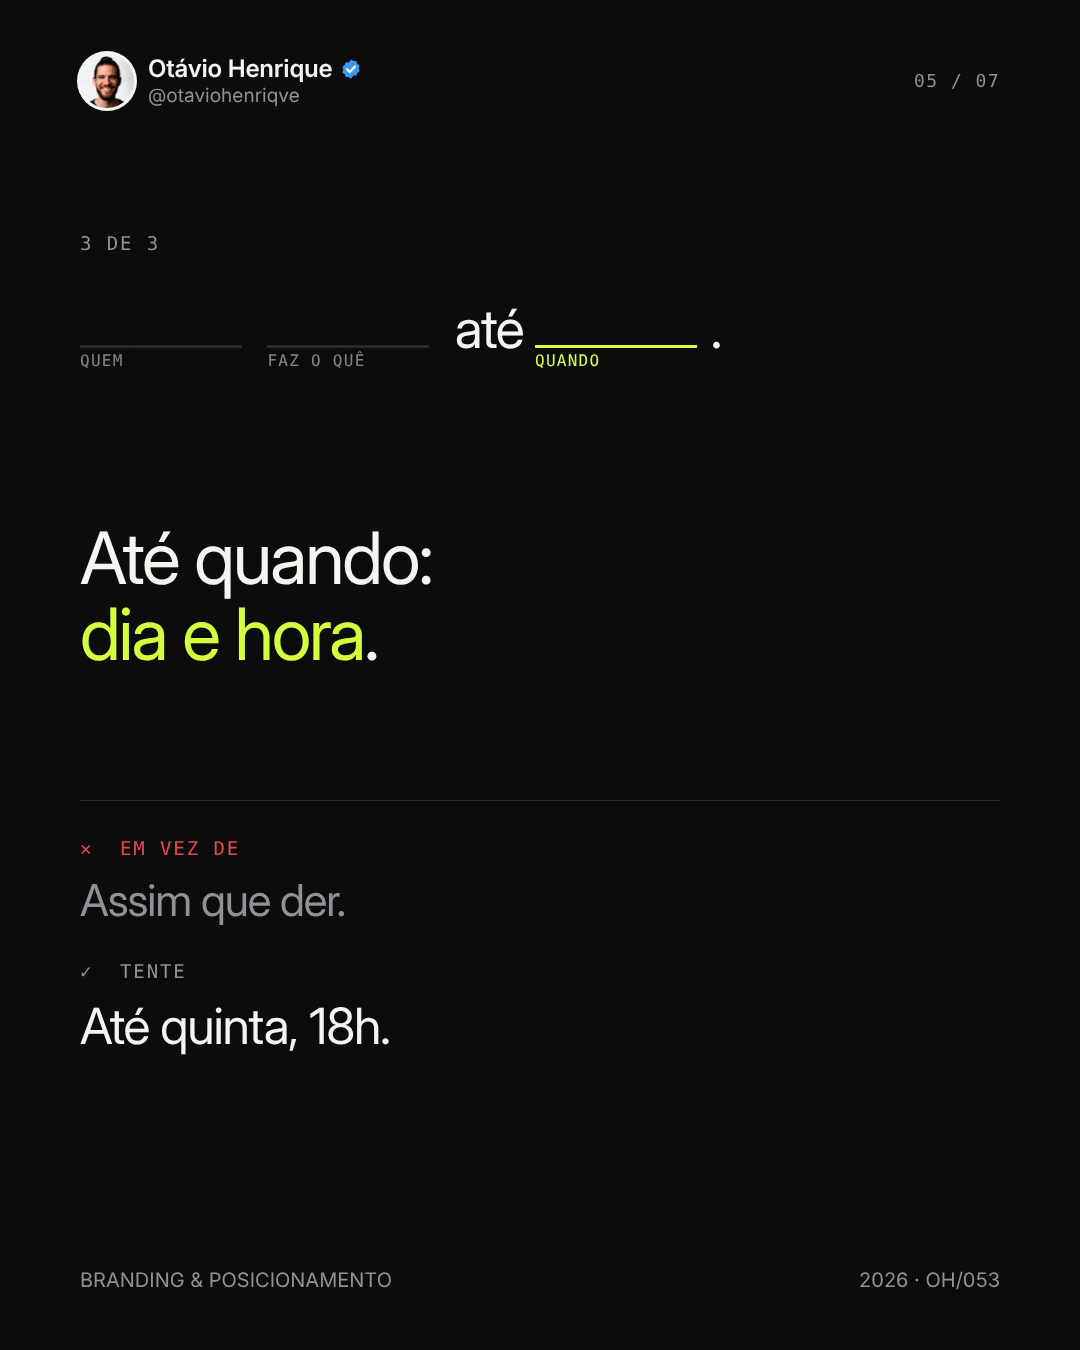 Otávio Henrique
@otaviohenriqve
05 / 07
3 DE 3
até .
QUEM FAZ O QUÊ QUANDO
Até quando:
dia e hora.
× EM VEZ DE
Assim que der.
✓ TENTE
Até quinta, 18h.
BRANDING & POSICIONAMENTO
2026 · OH/053